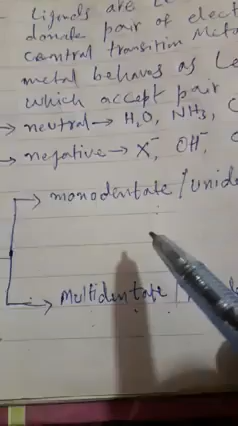 Ligands are
donate pair of elect
central transition Meta
metal behaves as Le
which accept pair
→ neutral → H₂O, NH₃, C
→ negative → X⁻, OH⁻, C
→ monodentate / unide
→ Multidentate /